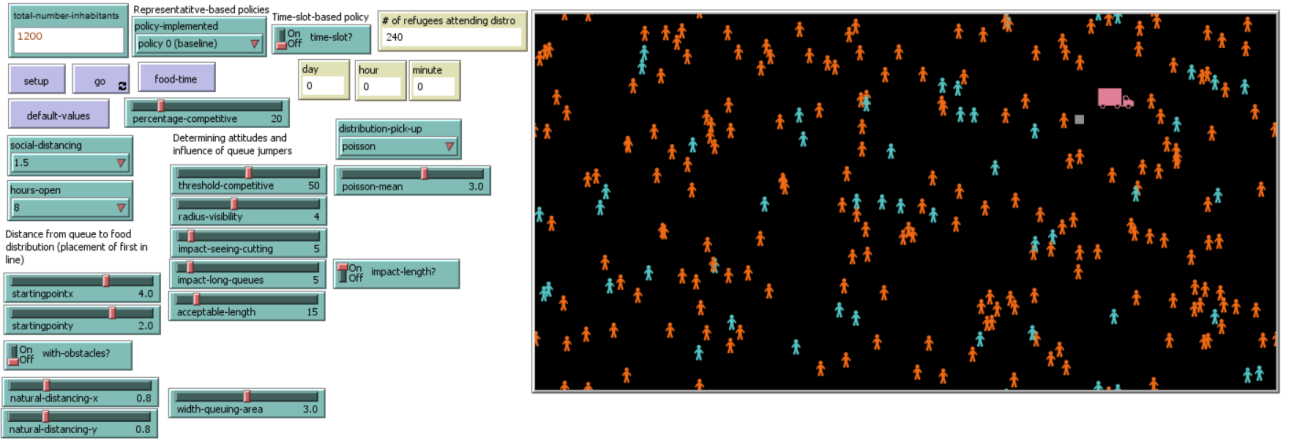 total-number-inhabitants
1200
Representatitve-based policies
policy-implemented
policy 0 (baseline)
Time-slot-based policy
On
Off
time-slot?
# of refugees attending distro
240
setup
go
food-time
day
0
hour
0
minute
0
default-values
percentage-competitive 20
social-distancing
1.5
Determining attitudes and
influence of queue jumpers
distribution-pick-up
poisson
threshold-competitive 50
poisson-mean 3.0
hours-open
8
radius-visibility 4
Distance from queue to food
distribution (placement of first in
line)
impact-seeing-cutting 5
impact-long-queues 5
On
Off
impact-length?
startingpointx 4.0
acceptable-length 15
startingpointy 2.0
On
Off
with-obstacles?
natural-distancing-x 0.8
width-queuing-area 3.0
natural-distancing-y 0.8